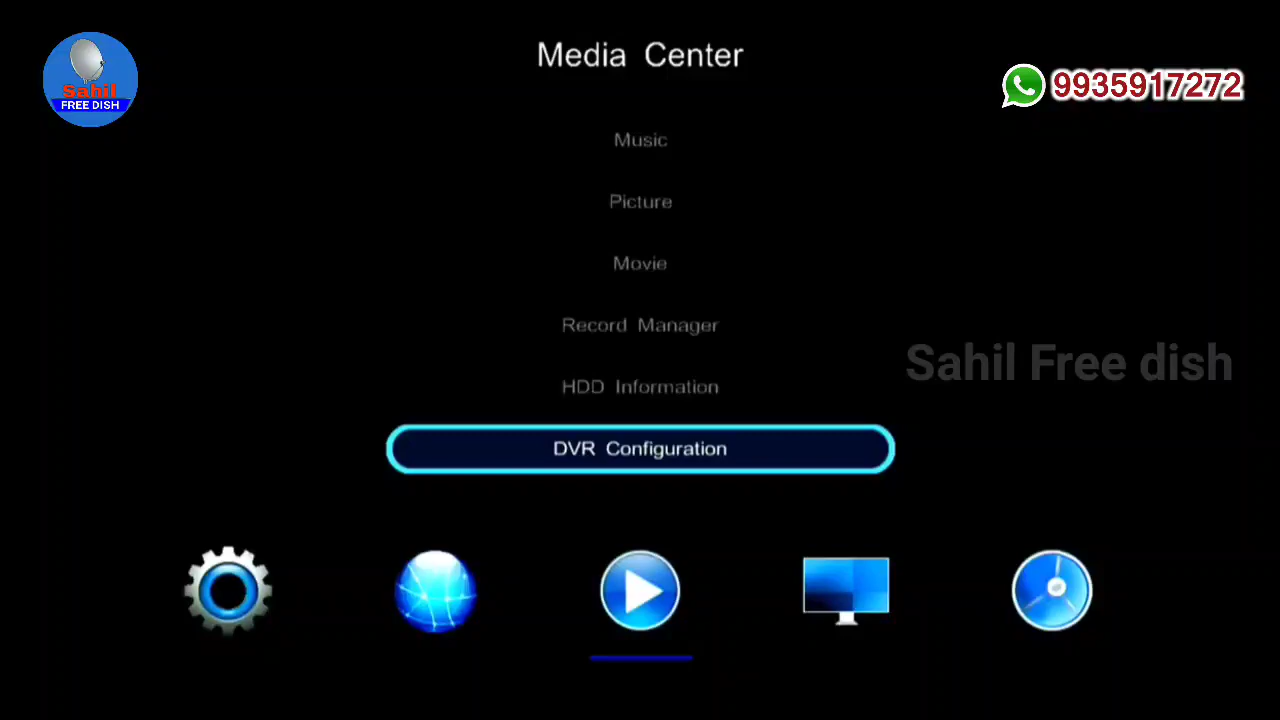 Media Center
Sahil
FREE DISH
9935917272
Music
Picture
Movie
Record Manager
Sahil Free dish
HDD Information
DVR Configuration